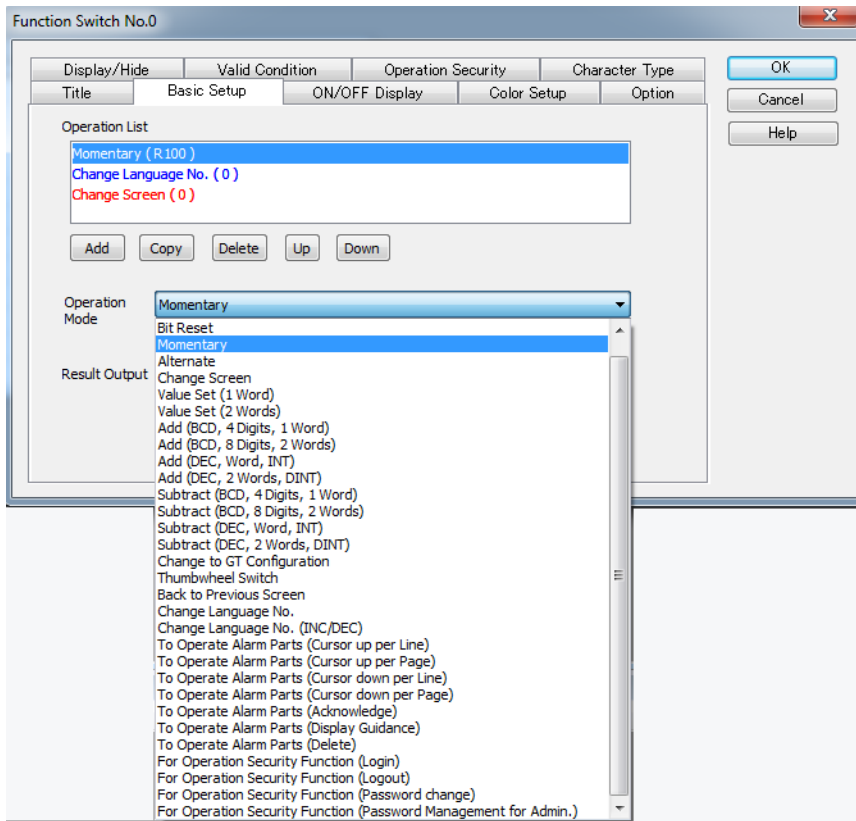 Function Switch No.0
Display/Hide Valid Condition Operation Security Character Type
Title Basic Setup ON/OFF Display Color Setup Option
OK
Cancel
Help
Operation List
Momentary ( R100 )
Change Language No. ( 0 )
Change Screen ( 0 )
Add Copy Delete Up Down
Operation Mode
Momentary
Result Output
Bit Reset
Momentary
Alternate
Change Screen
Value Set (1 Word)
Value Set (2 Words)
Add (BCD, 4 Digits, 1 Word)
Add (BCD, 8 Digits, 2 Words)
Add (DEC, Word, INT)
Add (DEC, 2 Words, DINT)
Subtract (BCD, 4 Digits, 1 Word)
Subtract (BCD, 8 Digits, 2 Words)
Subtract (DEC, Word, INT)
Subtract (DEC, 2 Words, DINT)
Change to GT Configuration
Thumbwheel Switch
Back to Previous Screen
Change Language No.
Change Language No. (INC/DEC)
To Operate Alarm Parts (Cursor up per Line)
To Operate Alarm Parts (Cursor up per Page)
To Operate Alarm Parts (Cursor down per Line)
To Operate Alarm Parts (Cursor down per Page)
To Operate Alarm Parts (Acknowledge)
To Operate Alarm Parts (Display Guidance)
To Operate Alarm Parts (Delete)
For Operation Security Function (Login)
For Operation Security Function (Logout)
For Operation Security Function (Password change)
For Operation Security Function (Password Management for Admin.)